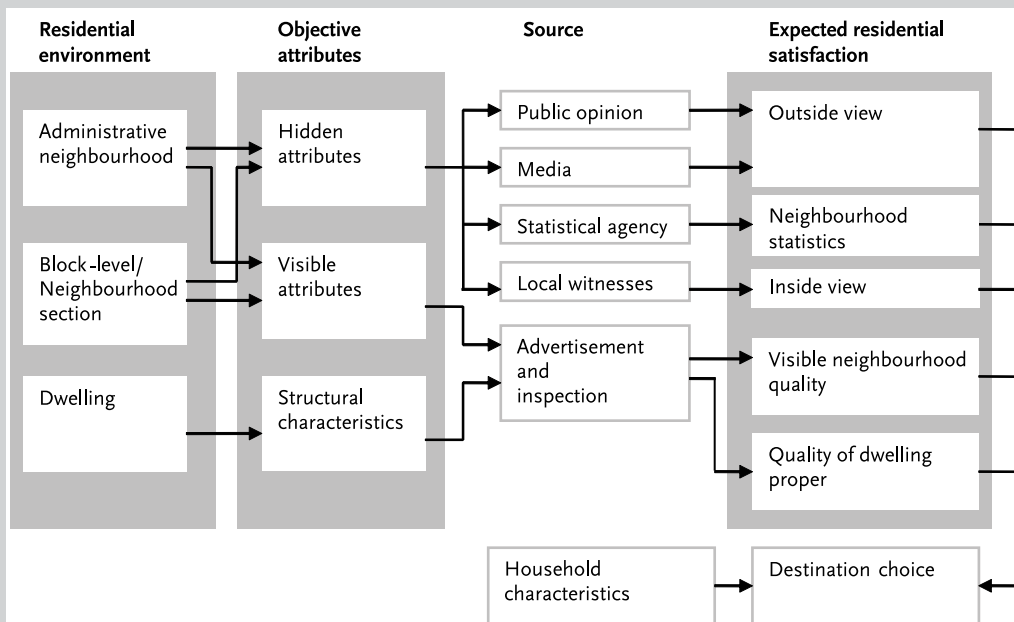 Residential
environment
Objective
attributes
Source
Expected residential
satisfaction
Administrative
neighbourhood
Block-level/
Neighbourhood
section
Dwelling
Hidden
attributes
Visible
attributes
Structural
characteristics
Public opinion
Media
Statistical agency
Local witnesses
Advertisement
and
inspection
Outside view
Neighbourhood
statistics
Inside view
Visible neighbourhood
quality
Quality of dwelling
proper
Household
characteristics
Destination choice